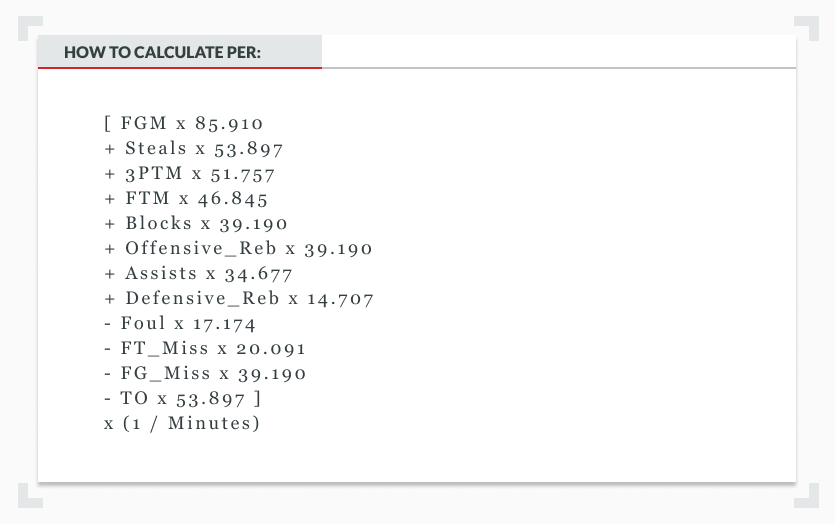 HOW TO CALCULATE PER:
[ FGM x 85.910
+ Steals x 53.897
+ 3PTM x 51.757
+ FTM x 46.845
+ Blocks x 39.190
+ Offensive_Reb x 39.190
+ Assists x 34.677
+ Defensive_Reb x 14.707
- Foul x 17.174
- FT_Miss x 20.091
- FG_Miss x 39.190
- TO x 53.897 ]
x (1 / Minutes)